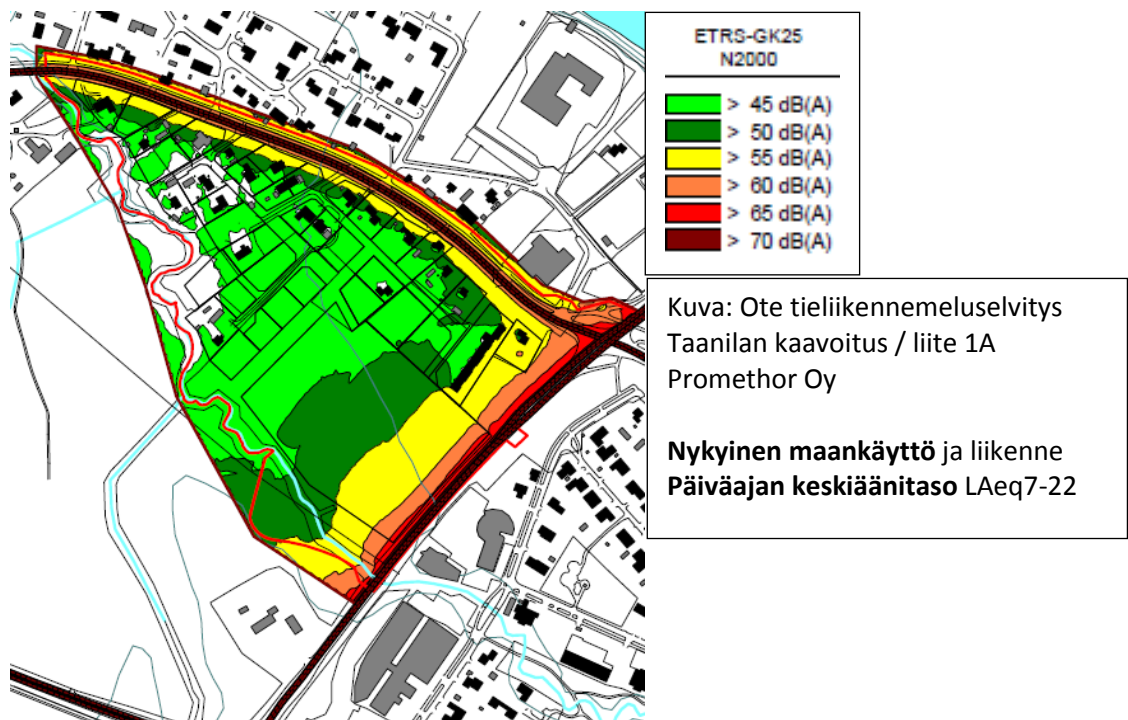 ETRS-GK25
N2000
> 45 dB(A)
> 50 dB(A)
> 55 dB(A)
> 60 dB(A)
> 65 dB(A)
> 70 dB(A)
Kuva: Ote tieliikennemeluselvitys
Taanilan kaavoitus / liite 1A
Promethor Oy
Nykyinen maankäyttö ja liikenne
Päiväajan keskiäänitaso LAeq7-22